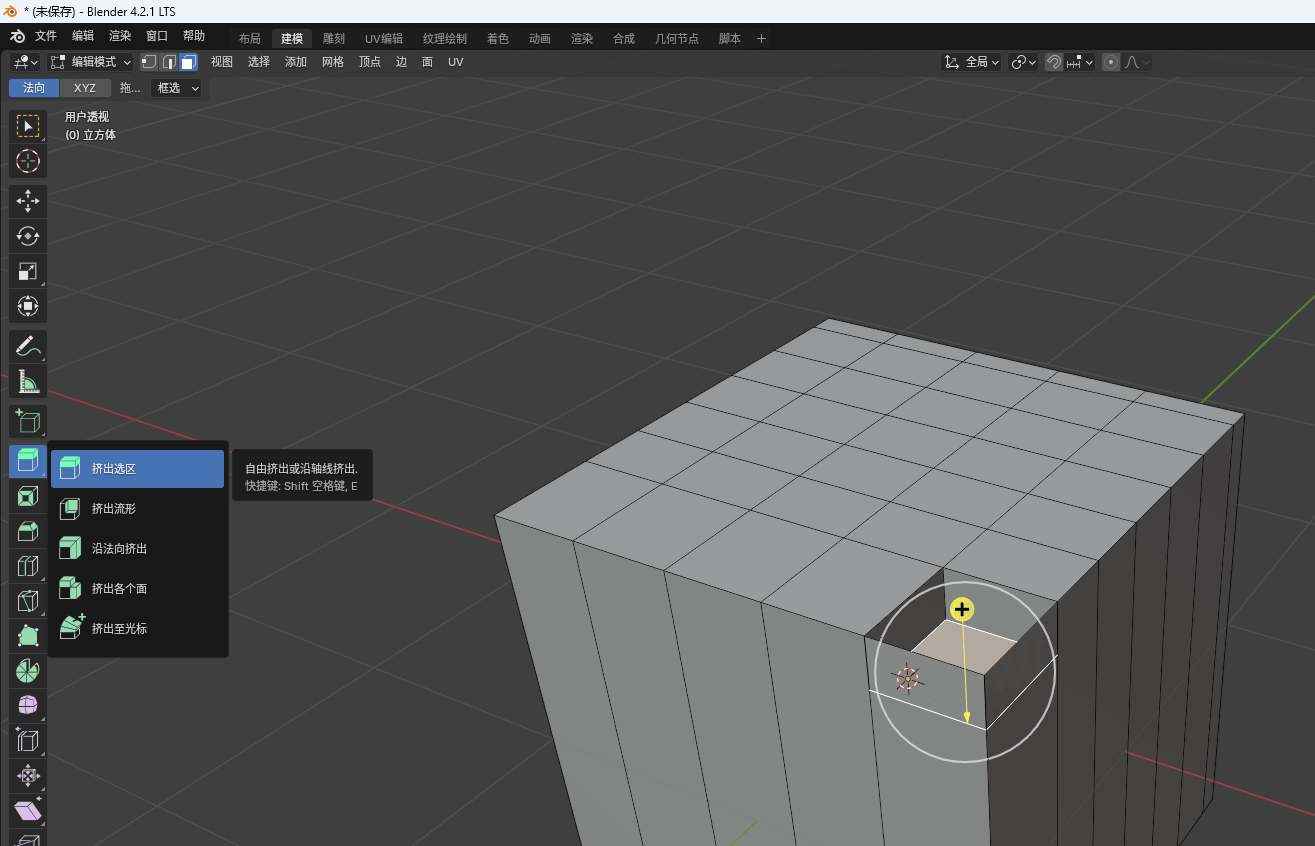 * (未保存) - Blender 4.2.1 LTS
文件 编辑 渲染 窗口 帮助 布局 建模 雕刻 UV编辑 纹理绘制 着色 动画 渲染 合成 几何节点 脚本 +
编辑模式 视图 选择 添加 网格 顶点 边 面 UV 全局
法向 XYZ 拖... 框选
用户透视
(0) 立方体
挤出选区
自由挤出或沿轴线挤出.
快捷键: Shift 空格键, E
挤出流形
沿法向挤出
挤出各个面
挤出至光标